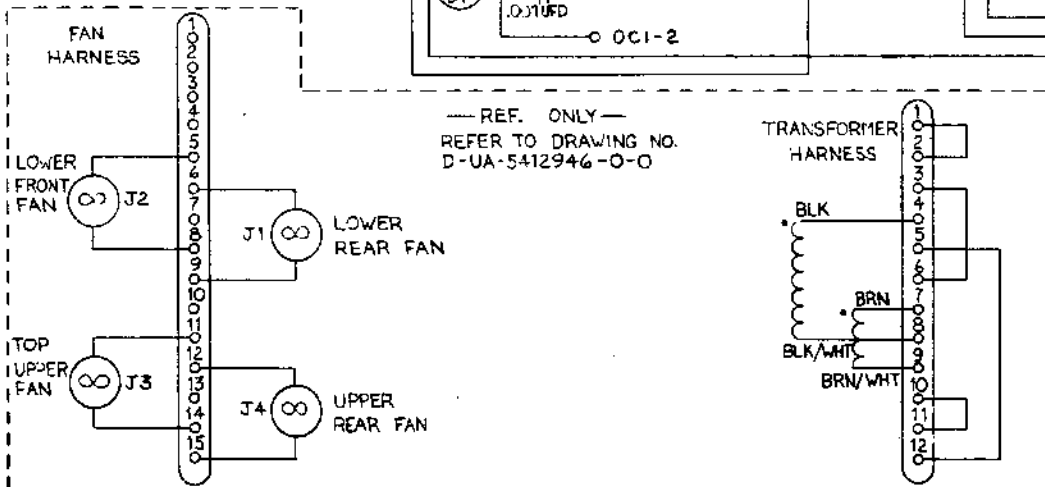 FAN
HARNESS
1
2
3
4
5
6
7
8
9
10
11
12
13
14
15
LOWER
FRONT
FAN
J2
J1
LOWER
REAR FAN
TOP
UPPER
FAN
J3
J4
UPPER
REAR FAN
.001UFD
OC1-2
— REF. ONLY —
REFER TO DRAWING NO.
D-UA-5412946-0-0
TRANSFORMER
HARNESS
1
2
3
4
5
6
7
8
9
10
11
12
BLK
BRN
BLK/WHT
BRN/WHT